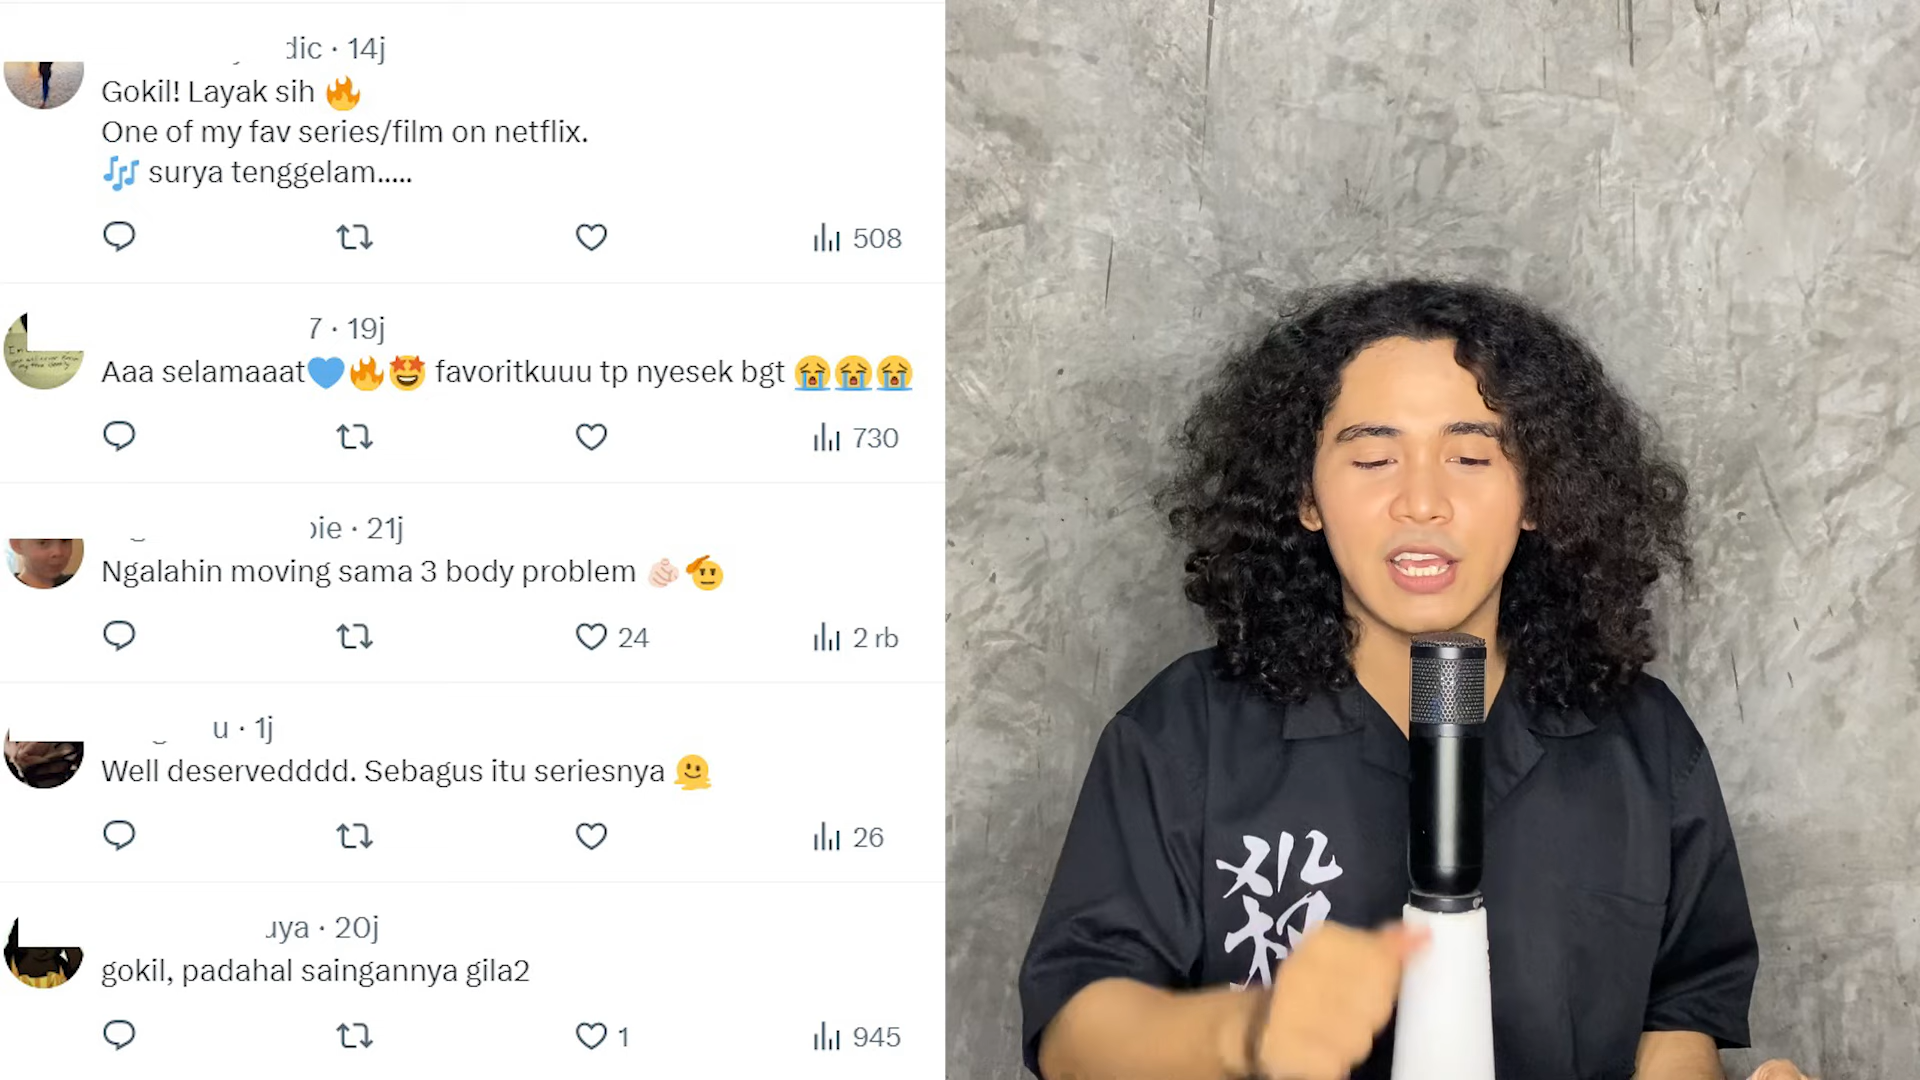 dic · 14j
Gokil! Layak sih 🔥
One of my fav series/film on netflix.
🎶 surya tenggelam.....
508
7 · 19j
Aaa selamaaat💙🔥🤩 favoritkuuu tp nyesek bgt 😭😭😭
730
pie · 21j
Ngalahin moving sama 3 body problem 🫵🏻🫡
24 2 rb
u · 1j
Well deservedddd. Sebagus itu seriesnya 🫠
26
uya · 20j
gokil, padahal saingannya gila2
1 945